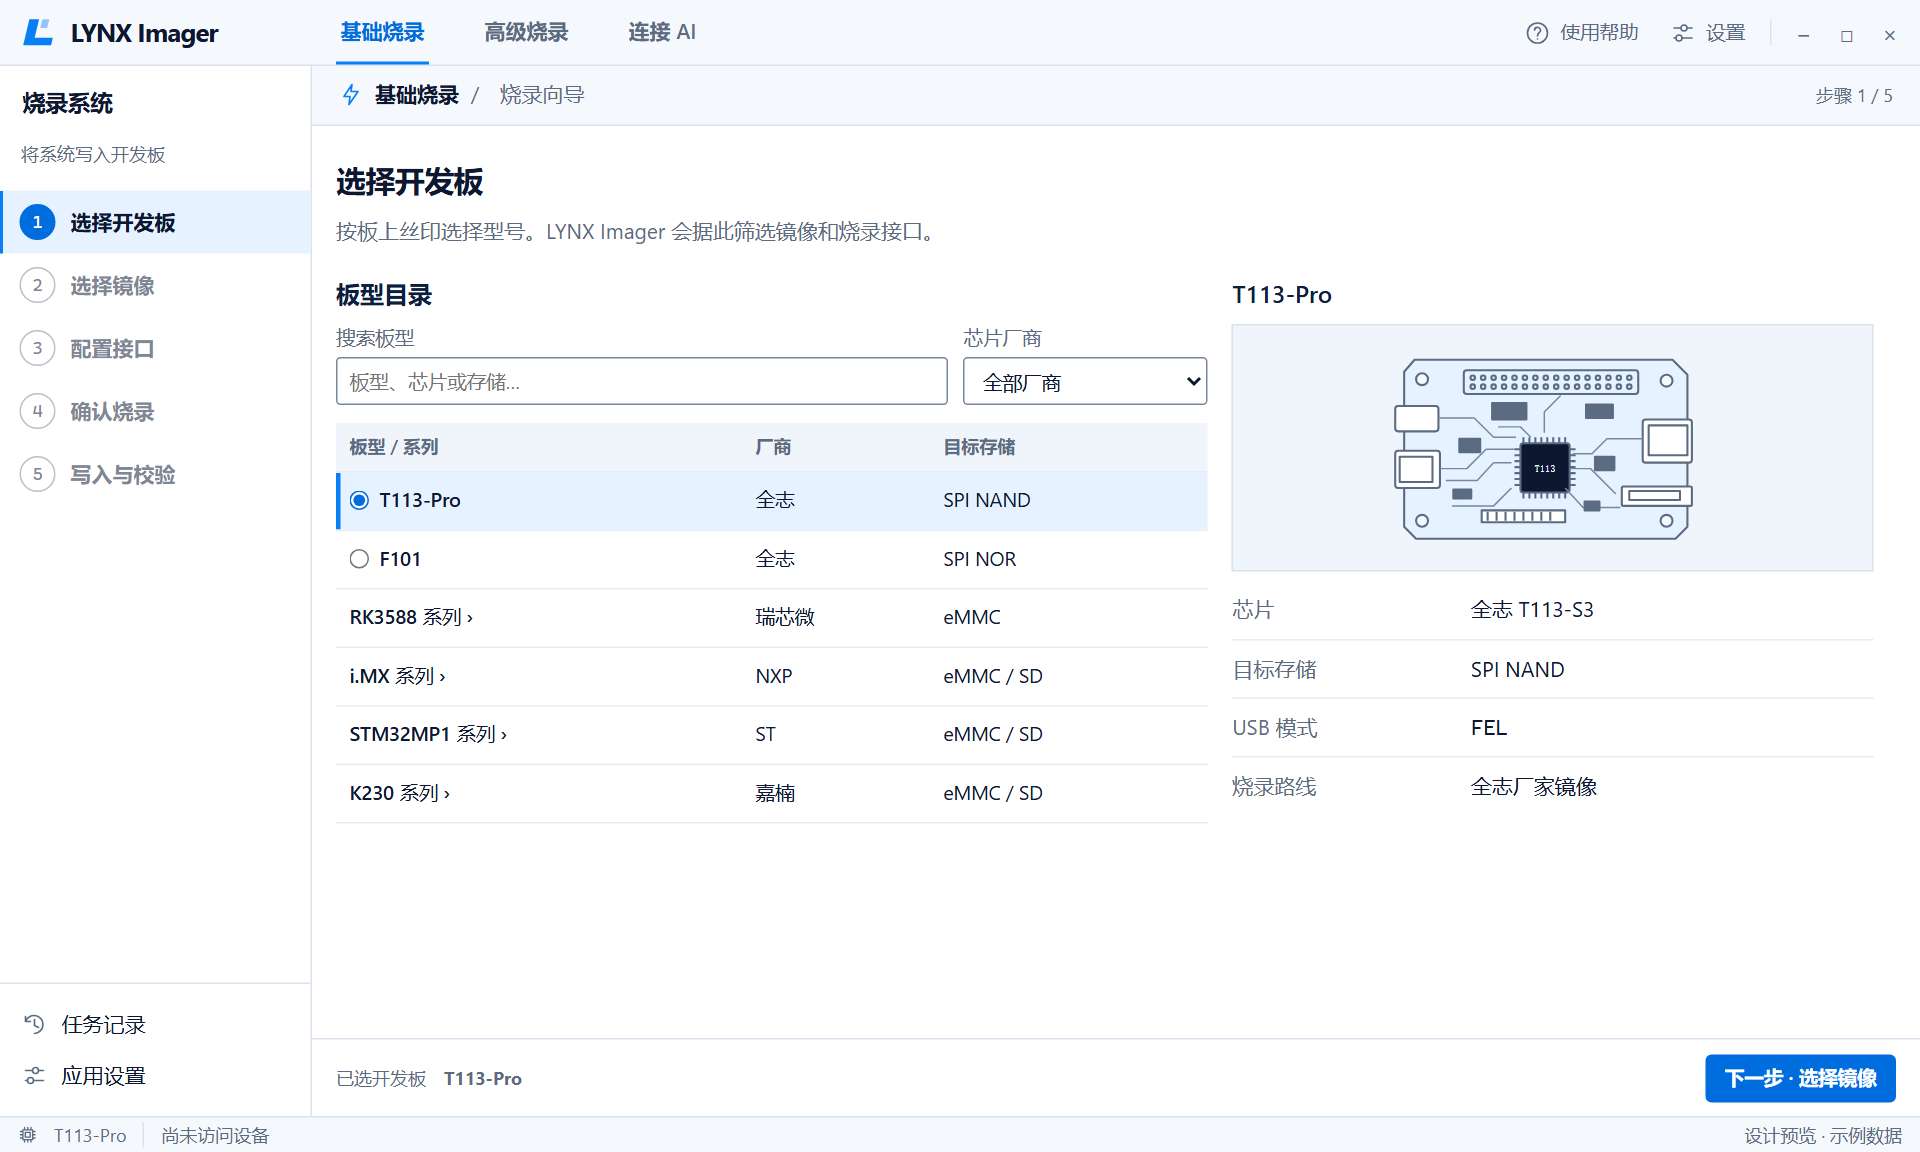 LYNX Imager
基础烧录
高级烧录
连接 AI
使用帮助
设置
烧录系统
将系统写入开发板
1 选择开发板
2 选择镜像
3 配置接口
4 确认烧录
5 写入与校验
任务记录
应用设置
基础烧录 / 烧录向导
步骤 1 / 5
选择开发板
按板上丝印选择型号。LYNX Imager 会据此筛选镜像和烧录接口。
板型目录
搜索板型
芯片厂商
板型、芯片或存储...
全部厂商
板型 / 系列 厂商 目标存储
T113-Pro 全志 SPI NAND
F101 全志 SPI NOR
RK3588 系列 › 瑞芯微 eMMC
i.MX 系列 › NXP eMMC / SD
STM32MP1 系列 › ST eMMC / SD
K230 系列 › 嘉楠 eMMC / SD
T113-Pro
T113
芯片 全志 T113-S3
目标存储 SPI NAND
USB 模式 FEL
烧录路线 全志厂家镜像
已选开发板 T113-Pro
下一步 · 选择镜像
T113-Pro
尚未访问设备
设计预览 · 示例数据